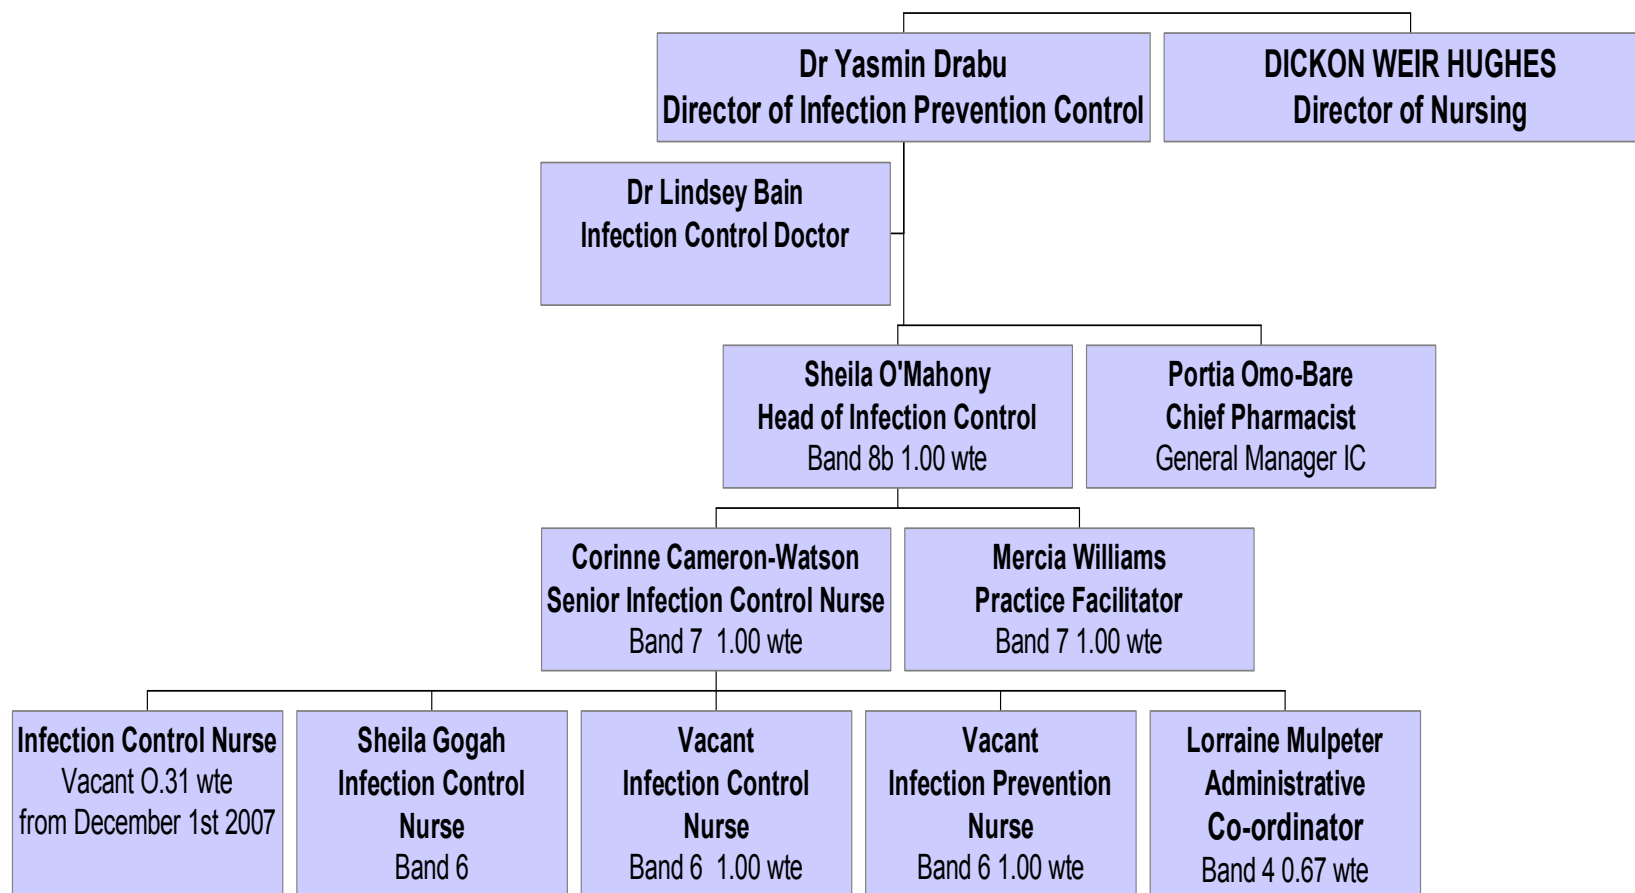 Dr Yasmin Drabu
Director of Infection Prevention Control
DICKON WEIR HUGHES
Director of Nursing
Dr Lindsey Bain
Infection Control Doctor
Sheila O'Mahony
Head of Infection Control
Band 8b 1.00 wte
Portia Omo-Bare
Chief Pharmacist
General Manager IC
Corinne Cameron-Watson
Senior Infection Control Nurse
Band 7  1.00 wte
Mercia Williams
Practice Facilitator
Band 7 1.00 wte
Infection Control Nurse
Vacant O.31 wte
from December 1st 2007
Sheila Gogah
Infection Control
Nurse
Band 6
Vacant
Infection Control
Nurse
Band 6  1.00 wte
Vacant
Infection Prevention
Nurse
Band 6 1.00 wte
Lorraine Mulpeter
Administrative
Co-ordinator
Band 4 0.67 wte